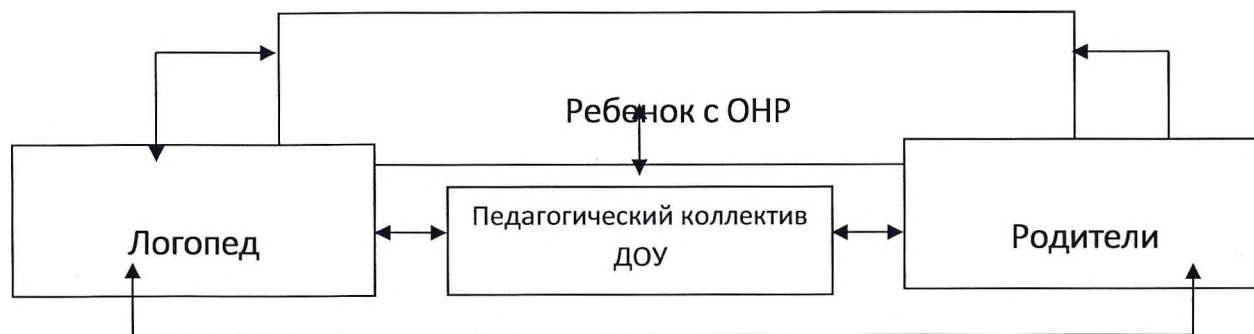 Ребенок с ОНР
Логопед
Педагогический коллектив
ДОУ
Родители